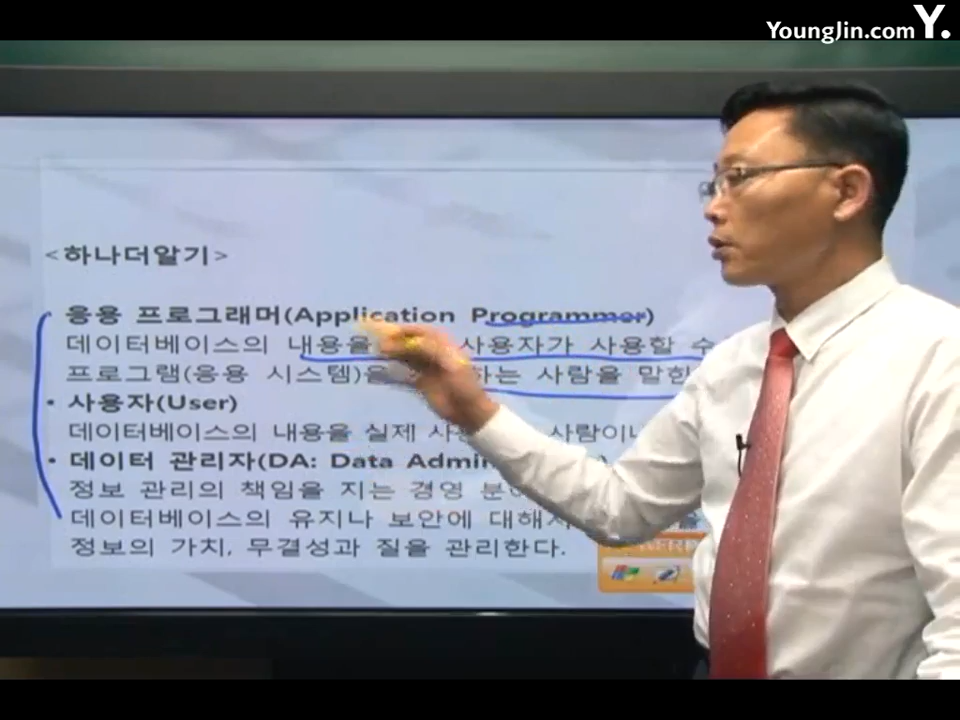 YoungJin.com Y.
<하나더알기>
응용 프로그래머(Application Programmer)
데이터베이스의 내용을 사용자가 사용할 수
프로그램(응용 시스템)을 하는 사람을 말한
• 사용자(User)
데이터베이스의 내용을 실제 사람이나
• 데이터 관리자(DA: Data
정보 관리의 책임을 지는 경영
데이터베이스의 유지나 보안에
정보의 가치, 무결성과 질을 관리한다.